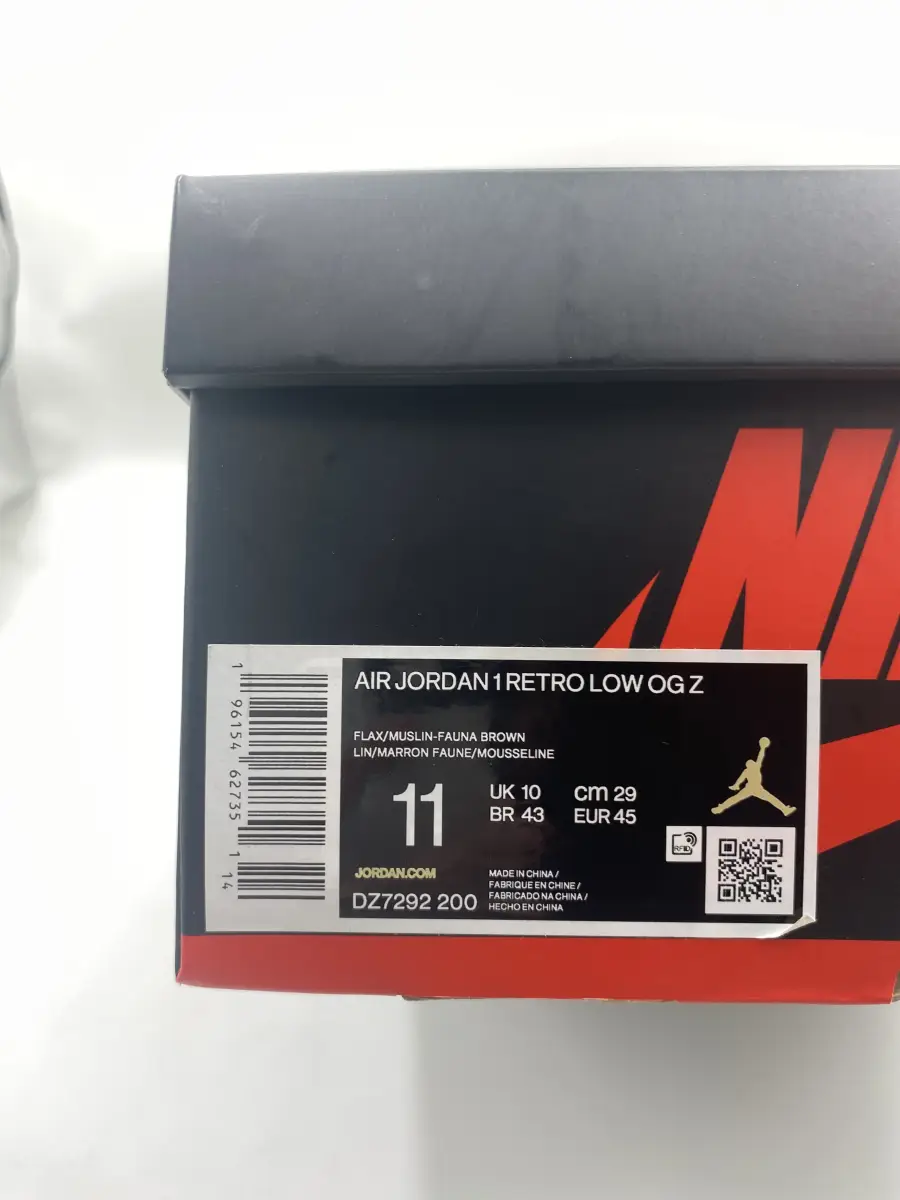 NI
AIR JORDAN 1 RETRO LOW OG Z
FLAX/MUSLIN-FAUNA BROWN
LIN/MARRON FAUNE/MOUSSELINE
11
UK 10
BR 43
cm 29
EUR 45
RFID
JORDAN.COM
DZ7292 200
MADE IN CHINA /
FABRIQUE EN CHINE /
FABRICADO NA CHINA /
HECHO EN CHINA
1 96154 62735 1 14